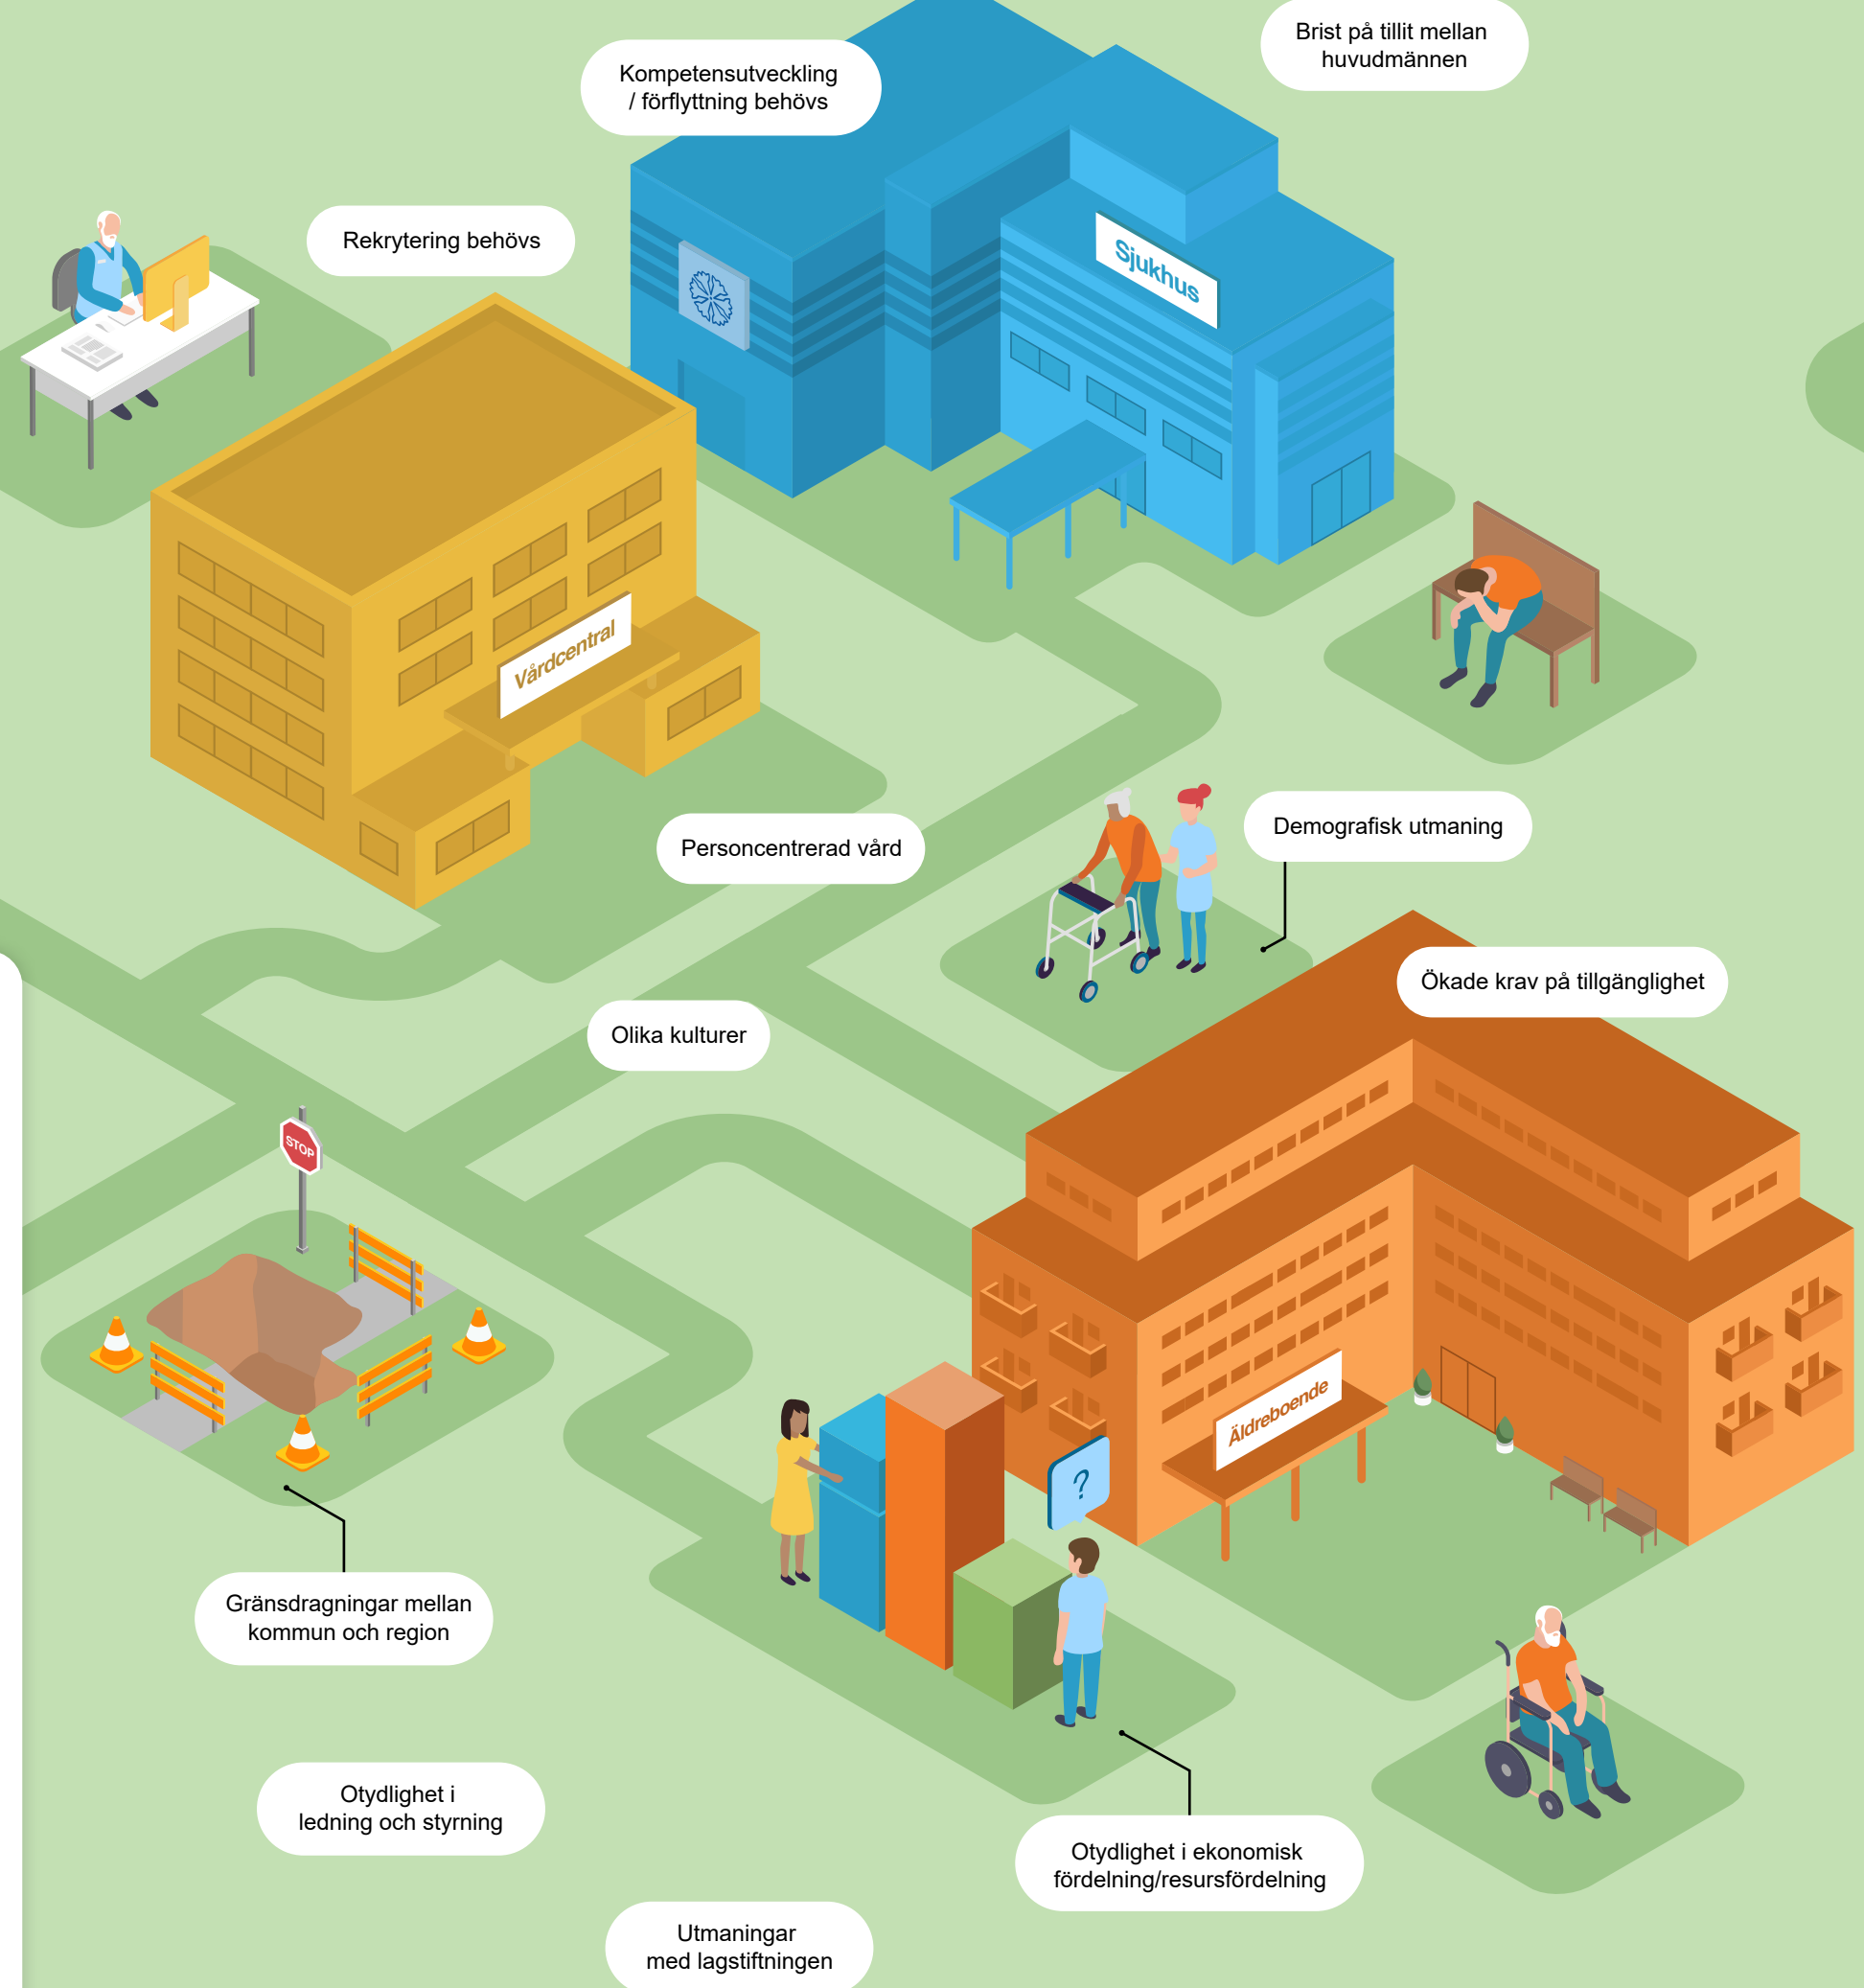 Brist på tillit mellan
huvudmännen
Kompetensutveckling
/ förflyttning behövs
Rekrytering behövs
Sjukhus
Vårdcentral
Demografisk utmaning
Personcentrerad vård
Ökade krav på tillgänglighet
Olika kulturer
STOP
Äldreboende
?
Gränsdragningar mellan
kommun och region
Otydlighet i
ledning och styrning
Otydlighet i ekonomisk
fördelning/resursfördelning
Utmaningar
med lagstiftningen